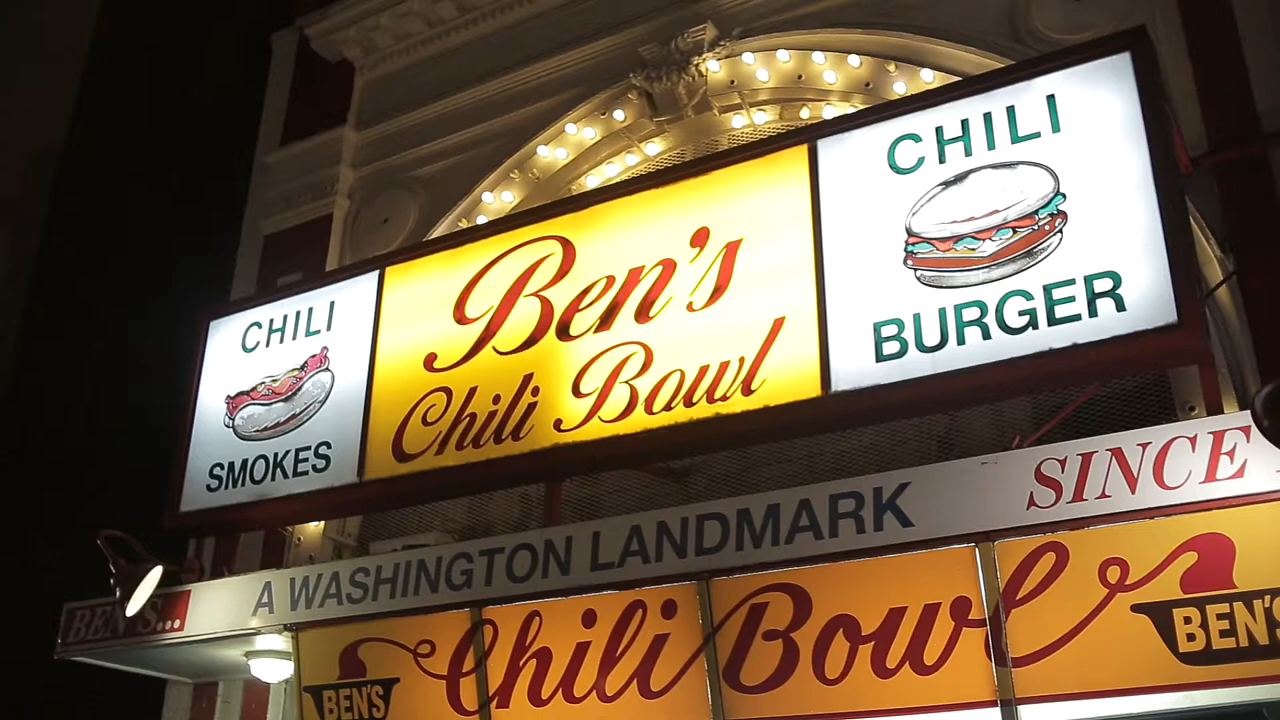 CHILI
SMOKES
Ben's
Chili Bowl
CHILI
BURGER
BEN'S...
A WASHINGTON LANDMARK
SINCE
BEN'S
Chili Bowl
BEN'S